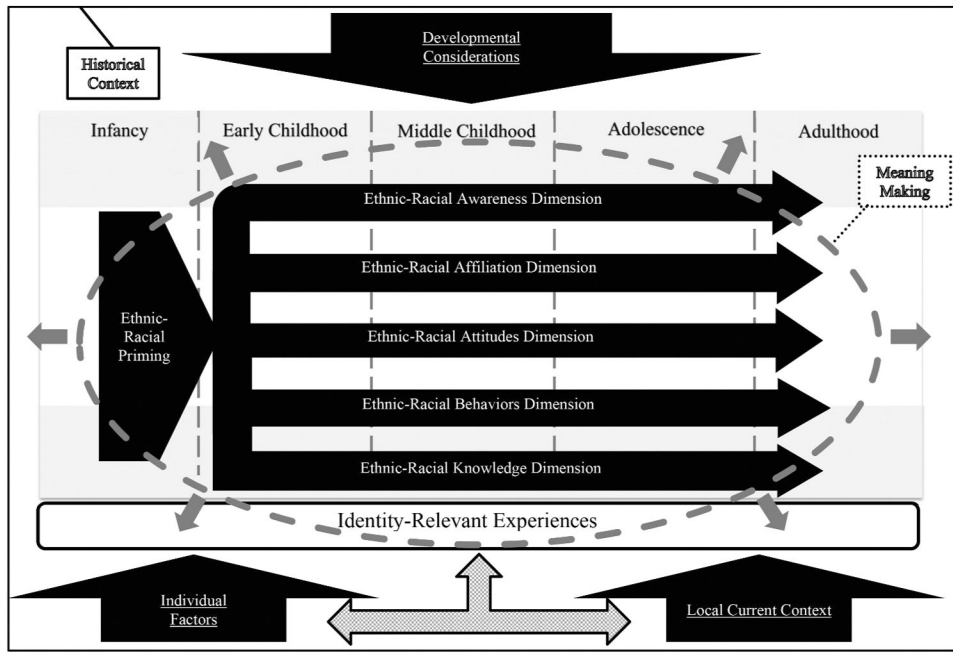 Developmental
Considerations
Historical
Context
Infancy
Early Childhood
Middle Childhood
Adolescence
Adulthood
Meaning
Making
Ethnic-Racial Awareness Dimension
Ethnic-Racial Affiliation Dimension
Ethnic-
Racial
Priming
Ethnic-Racial Attitudes Dimension
Ethnic-Racial Behaviors Dimension
Ethnic-Racial Knowledge Dimension
Identity-Relevant Experiences
Individual
Factors
Local Current Context